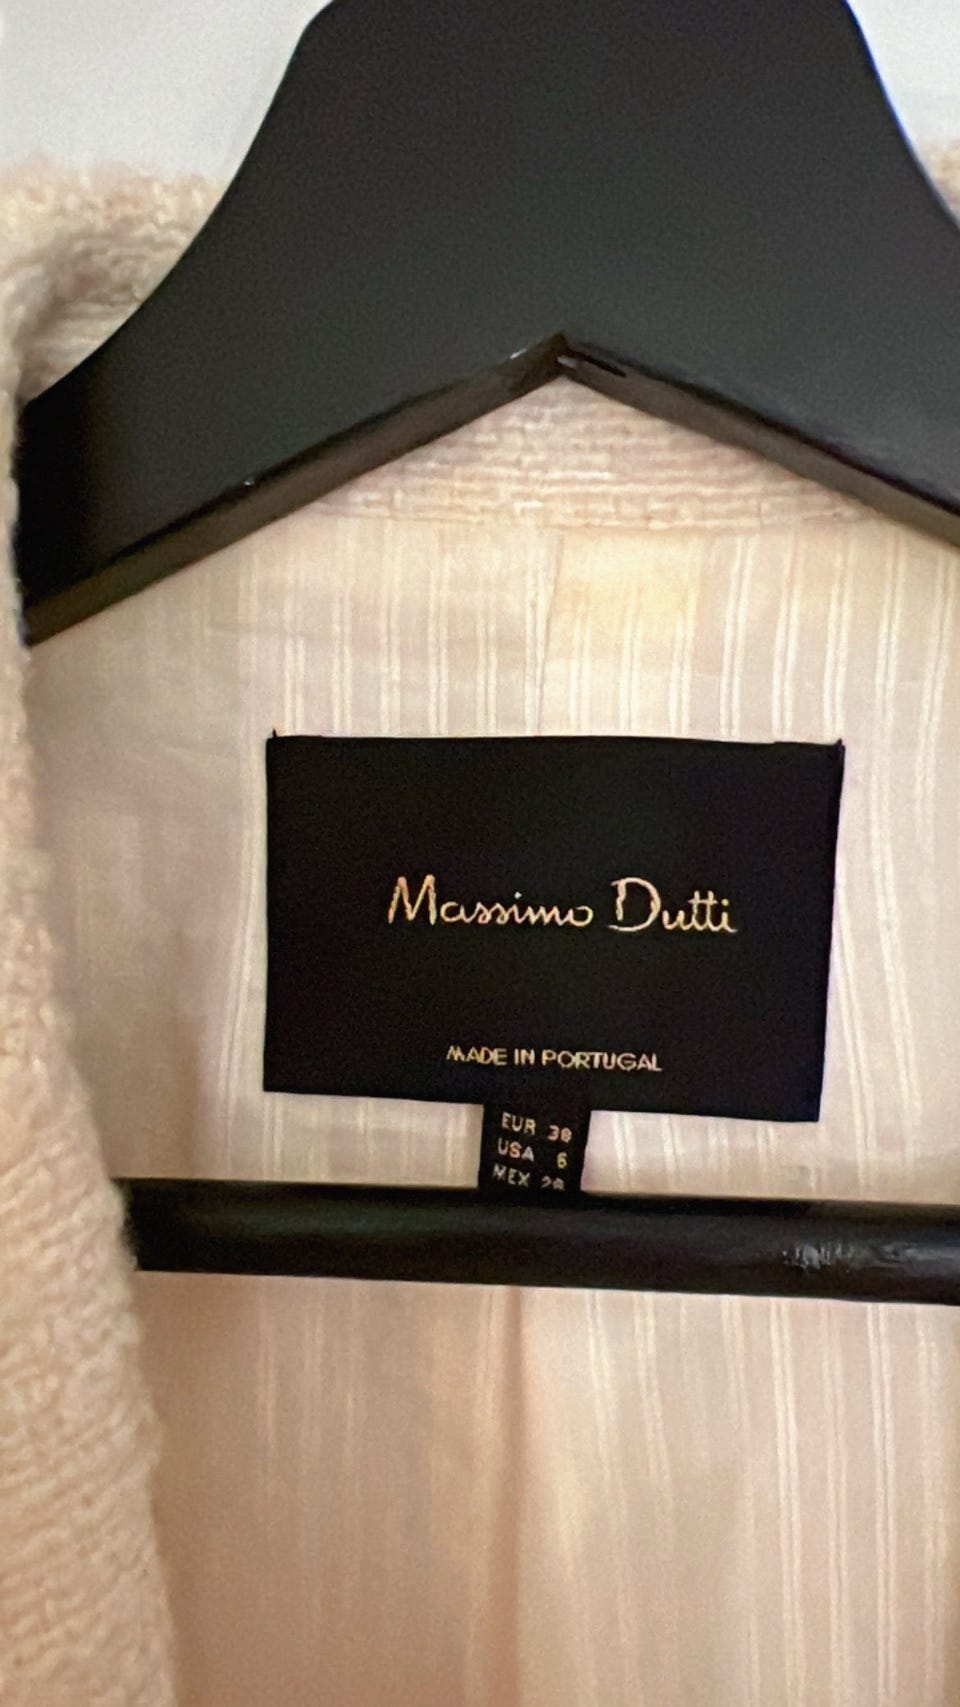 Massimo Dutti
MADE IN PORTUGAL
EUR 38
USA 6
MEX 28